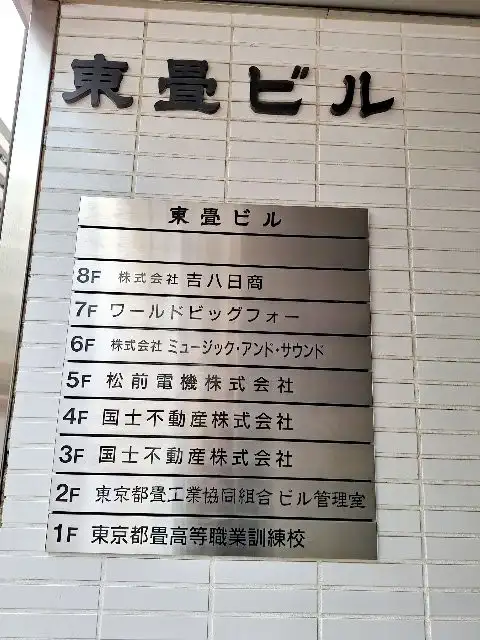 東畳ビル
東畳ビル
8F 株式会社 吉八日商
7F ワールドビッグフォー
6F 株式会社 ミュージック・アンド・サウンド
5F 松前電機株式会社
4F 国士不動産株式会社
3F 国士不動産株式会社
2F 東京都畳工業協同組合 ビル管理室
1F 東京都畳高等職業訓練校